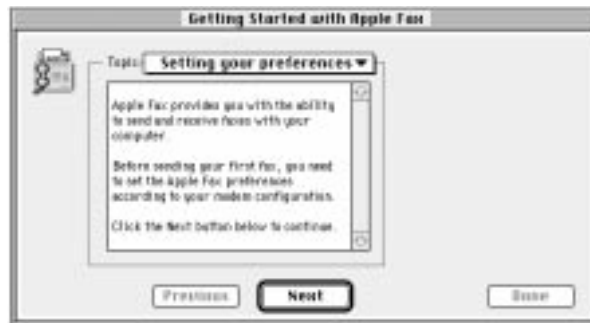 Getting Started with Apple Fax
Topic: Setting your preferences
Apple Fax provides you with the ability
to send and receive faxes with your
computer.
Before sending your first fax, you need
to set the Apple Fax preferences
according to your modem configuration.
Click the Next button below to continue.
Previous Next Done